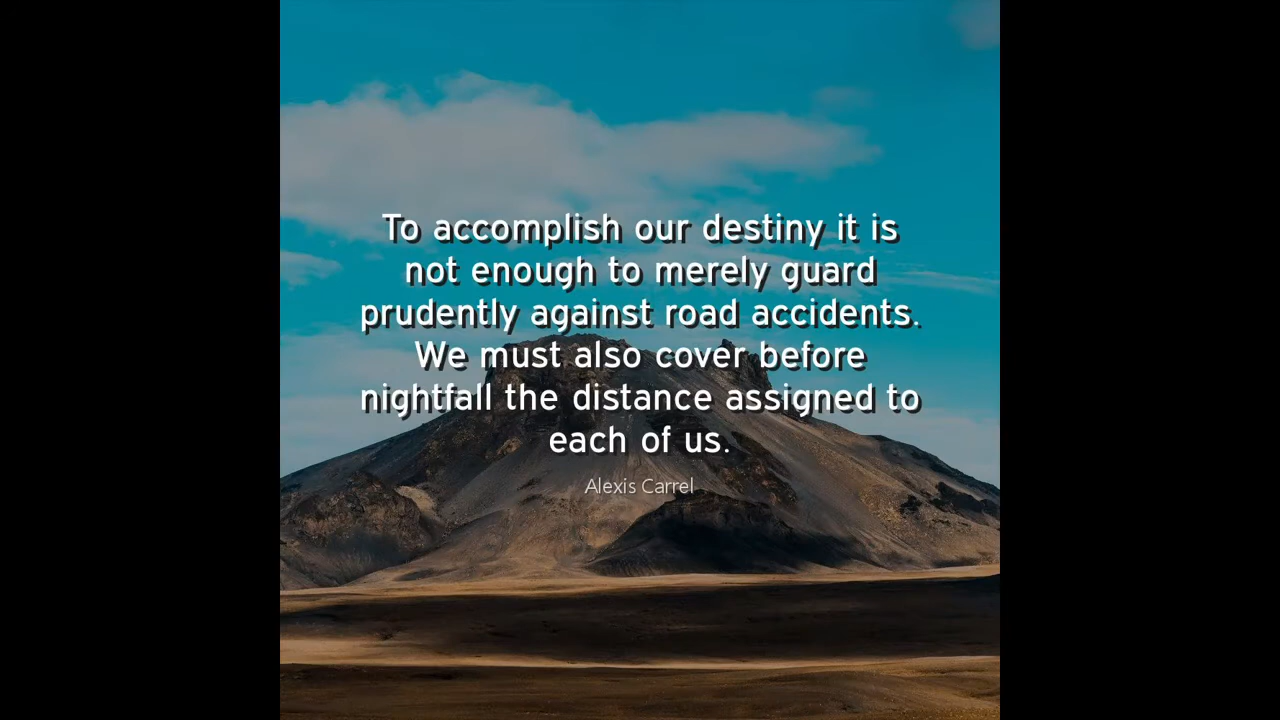 To accomplish our destiny it is
not enough to merely guard
prudently against road accidents.
We must also cover before
nightfall the distance assigned to
each of us.
Alexis Carrel